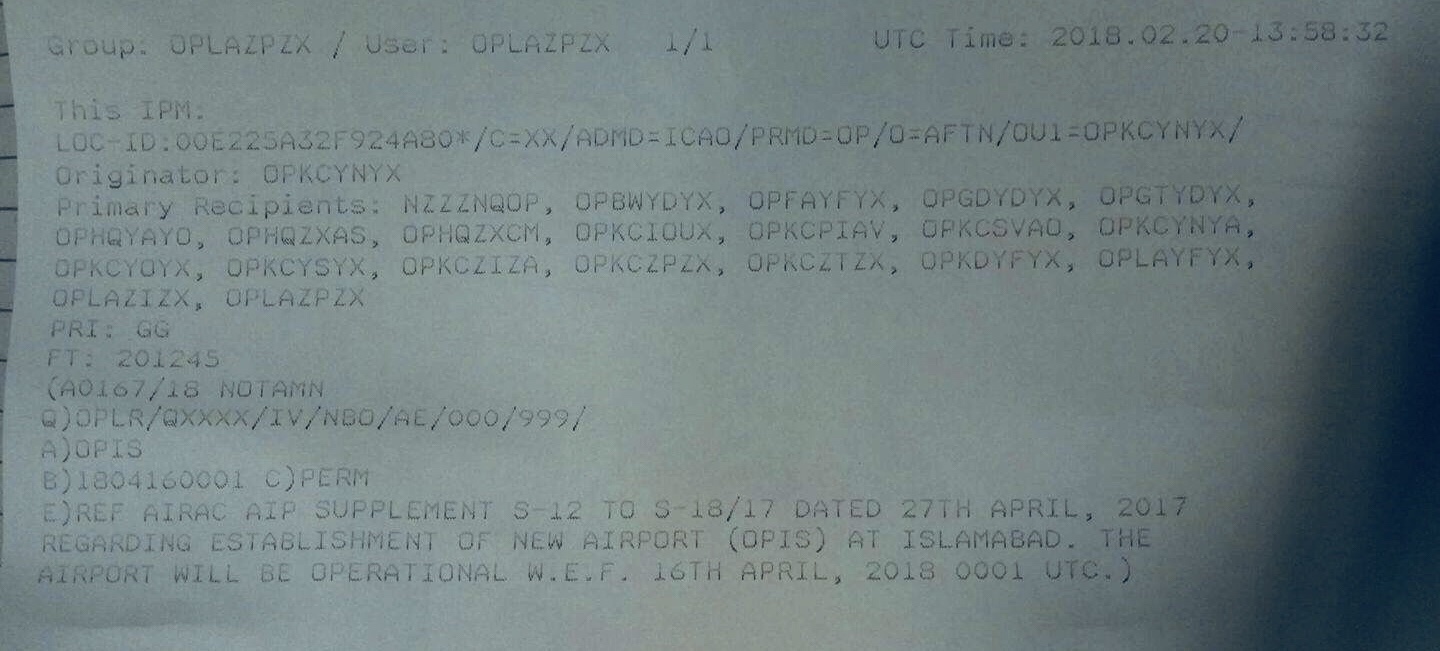 Group: OPLAZPZX / User: OPLAZPZX 1/1 UTC Time: 2018.02.20-13:58:32
This IPM:
LOC-ID:00E225A32F924A80*/C=XX/ADMD=ICAO/PRMD=OP/O=AFTN/OU1=OPKCYNYX/
Originator: OPKCYNYX
Primary Recipients: NZZZNQOP, OPBWYDYX, OPFAYFYX, OPGDYDYX, OPGTYDYX,
OPHQYAYO, OPHQZXAS, OPHQZXCM, OPKCIOUX, OPKCPIAV, OPKCSVAO, OPKCYNYA,
OPKCYOYX, OPKCYSYX, OPKCZIZA, OPKCZPZX, OPKCZTZX, OPKDYFYX, OPLAYFYX,
OPLAZIZX, OPLAZPZX
PRI: GG
FT: 201245
(A0167/18 NOTAMN
Q)OPLR/QXXXX/IV/NBO/AE/000/999/
A)OPIS
B)1804160001 C)PERM
E)REF AIRAC AIP SUPPLEMENT S-12 TO S-18/17 DATED 27TH APRIL, 2017
REGARDING ESTABLISHMENT OF NEW AIRPORT (OPIS) AT ISLAMABAD. THE
AIRPORT WILL BE OPERATIONAL W.E.F. 16TH APRIL, 2018 0001 UTC.)